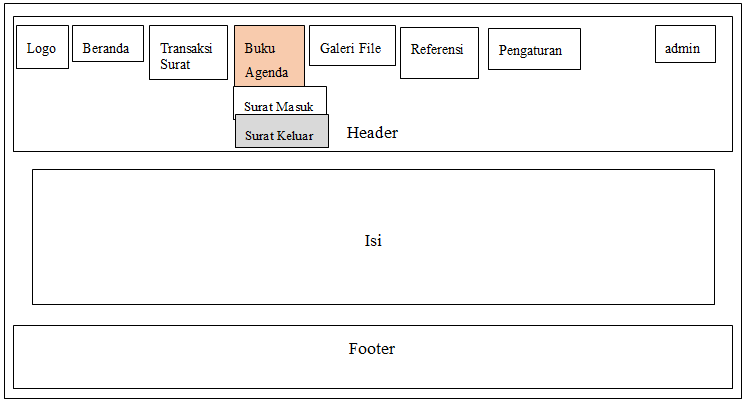 Logo
Beranda
Transaksi
Surat
Buku
Agenda
Galeri File
Referensi
Pengaturan
admin
Surat Masuk
Surat Keluar
Header
Isi
Footer